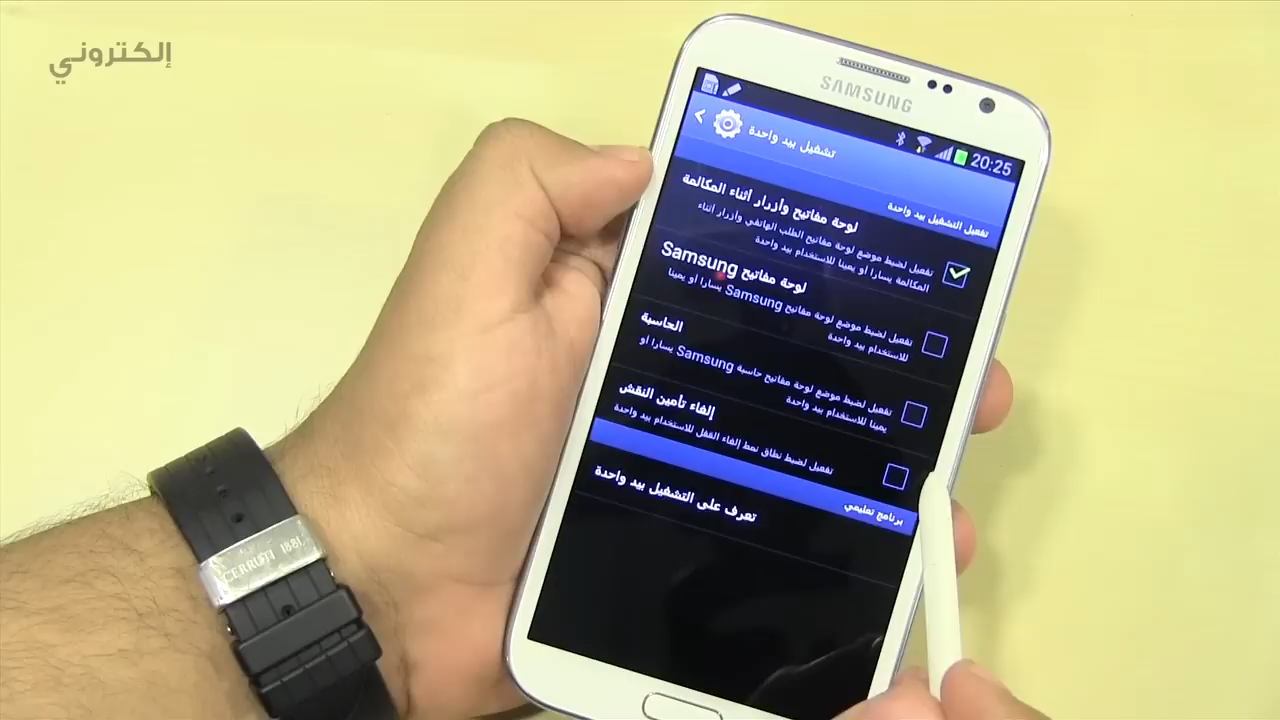 إلكتروني
SAMSUNG
20:25
تشغيل بيد واحدة
تفعيل التشغيل بيد واحدة
لوحة مفاتيح وأزرار أثناء المكالمة
تفعيل لضبط موضع لوحة مفاتيح الطلب الهاتفي وأزرار أثناء
المكالمة يسارا أو يمينا للاستخدام بيد واحدة
لوحة مفاتيح Samsung
تفعيل لضبط موضع لوحة مفاتيح Samsung يسارا أو يمينا
للاستخدام بيد واحدة
الحاسبة
تفعيل لضبط موضع لوحة مفاتيح حاسبة Samsung يسارا أو
يمينا للاستخدام بيد واحدة
إلغاء تأمين النقش
تفعيل لضبط نطاق نمط إلغاء القفل للاستخدام بيد واحدة
برنامج تعليمي
تعرف على التشغيل بيد واحدة
CERRUTI 1881